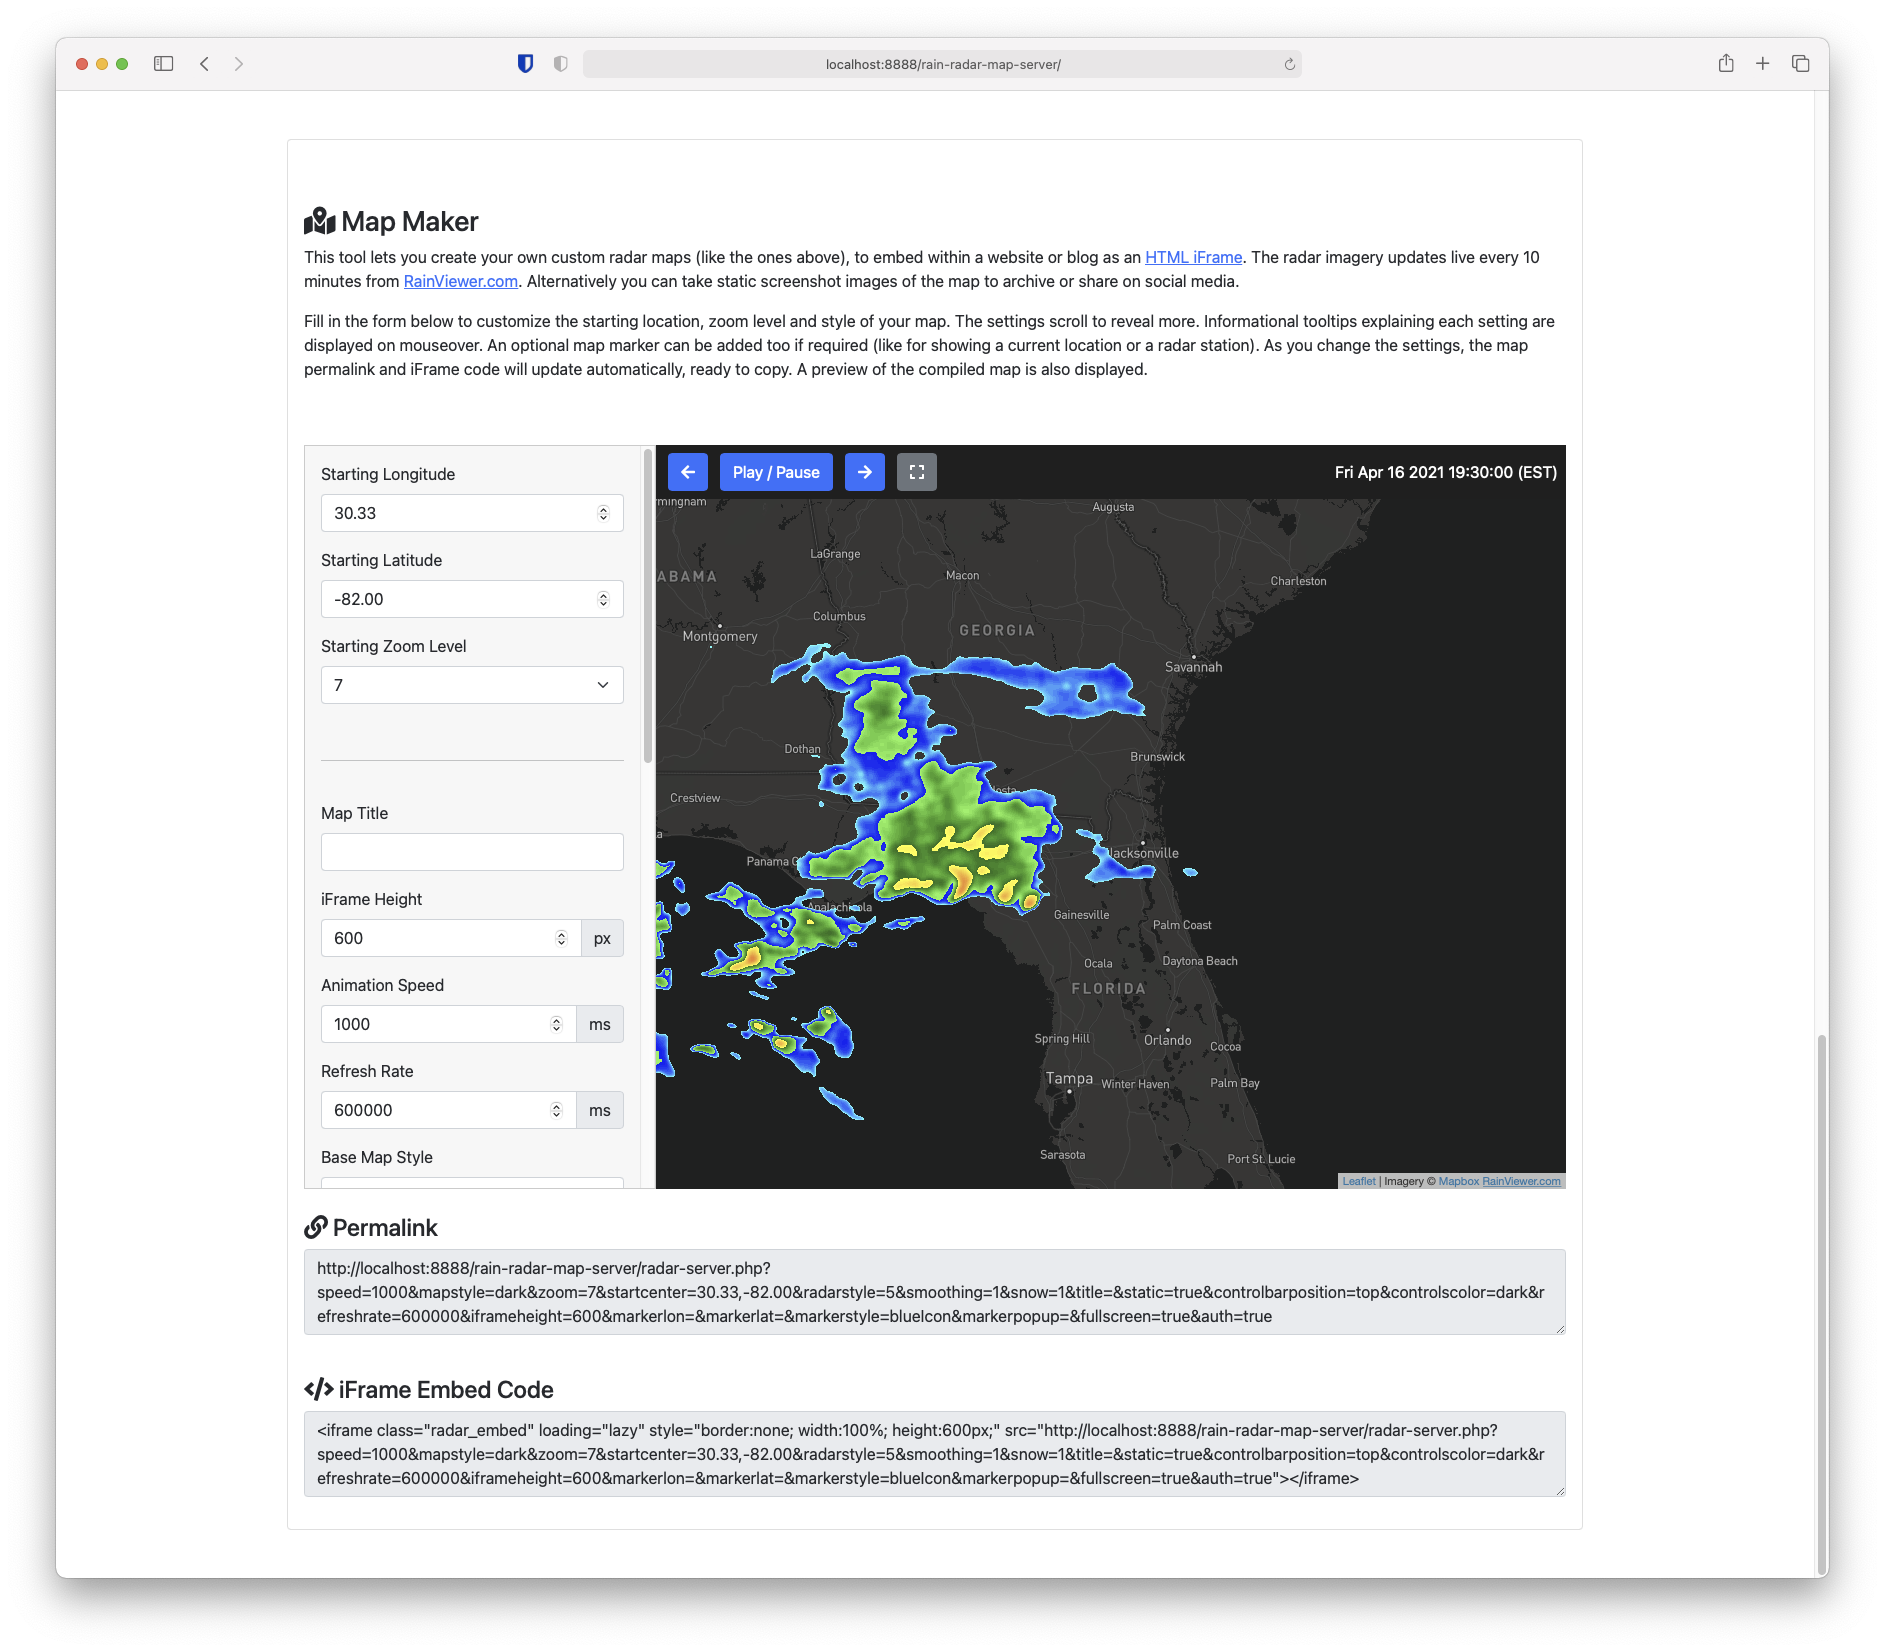 localhost:8888/rain-radar-map-server/
Map Maker
This tool lets you create your own custom radar maps (like the ones above), to embed within a website or blog as an HTML iFrame. The radar imagery updates live every 10
minutes from RainViewer.com. Alternatively you can take static screenshot images of the map to archive or share on social media.
Fill in the form below to customize the starting location, zoom level and style of your map. The settings scroll to reveal more. Informational tooltips explaining each setting are
displayed on mouseover. An optional map marker can be added too if required (like for showing a current location or a radar station). As you change the settings, the map
permalink and iFrame code will update automatically, ready to copy. A preview of the compiled map is also displayed.
Starting Longitude
30.33
Starting Latitude
-82.00
Starting Zoom Level
7
Map Title
iFrame Height
600 px
Animation Speed
1000 ms
Refresh Rate
600000 ms
Base Map Style
Play / Pause
Fri Apr 16 2021 19:30:00 (EST)
mingham
Augusta
LaGrange
Macon
ABAMA
Charleston
Columbus
GEORGIA
Montgomery
Savannah
Dothan
Brunswick
Crestview
Panama C
Jacksonville
Apalachicola
Gainesville
Palm Coast
Ocala
Daytona Beach
FLORIDA
Spring Hill
Orlando
Cocoa
Tampa
Winter Haven
Palm Bay
Sarasota
Port St. Lucie
Leaflet | Imagery © Mapbox RainViewer.com
Permalink
http://localhost:8888/rain-radar-map-server/radar-server.php?
speed=1000&mapstyle=dark&zoom=7&startcenter=30.33,-82.00&radarstyle=5&smoothing=1&snow=1&title=&static=true&controlbarposition=top&controlscolor=dark&r
efreshrate=600000&iframeheight=600&markerlon=&markerlat=&markerstyle=blueIcon&markerpopup=&fullscreen=true&auth=true
iFrame Embed Code
<iframe class="radar_embed" loading="lazy" style="border:none; width:100%; height:600px;" src="http://localhost:8888/rain-radar-map-server/radar-server.php?
speed=1000&mapstyle=dark&zoom=7&startcenter=30.33,-82.00&radarstyle=5&smoothing=1&snow=1&title=&static=true&controlbarposition=top&controlscolor=dark&r
efreshrate=600000&iframeheight=600&markerlon=&markerlat=&markerstyle=blueIcon&markerpopup=&fullscreen=true&auth=true"></iframe>